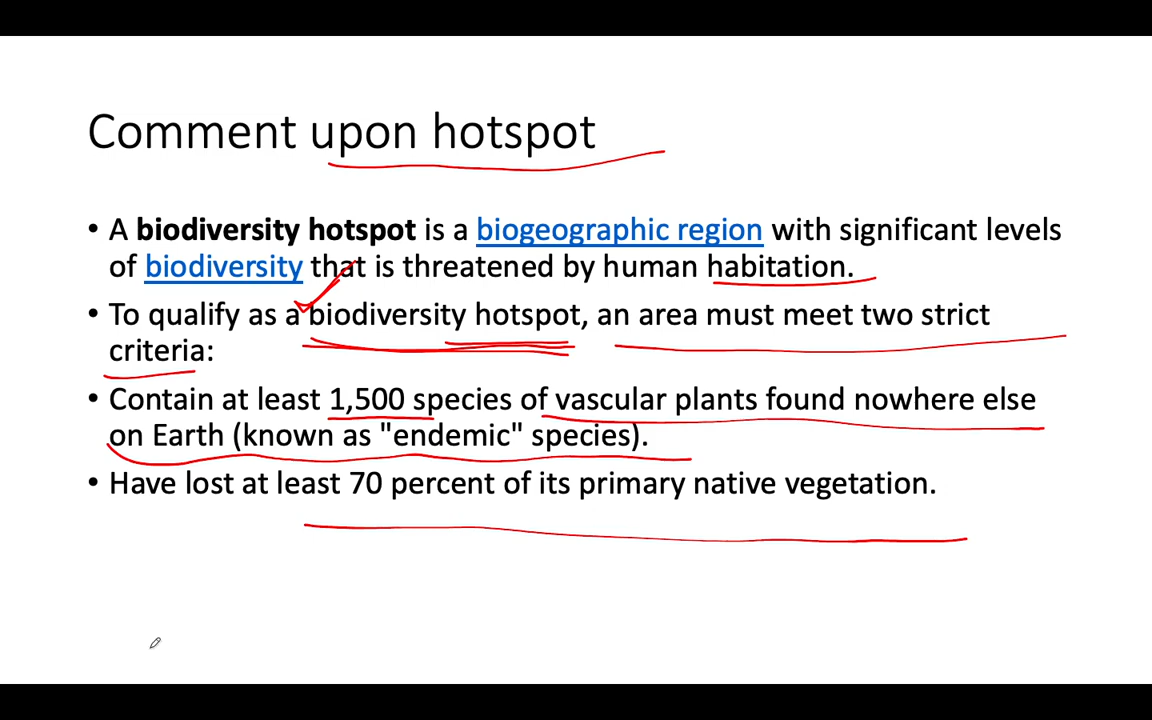 Comment upon hotspot
• A biodiversity hotspot is a biogeographic region with significant levels
of biodiversity that is threatened by human habitation.
• To qualify as a biodiversity hotspot, an area must meet two strict
criteria:
• Contain at least 1,500 species of vascular plants found nowhere else
on Earth (known as "endemic" species).
• Have lost at least 70 percent of its primary native vegetation.